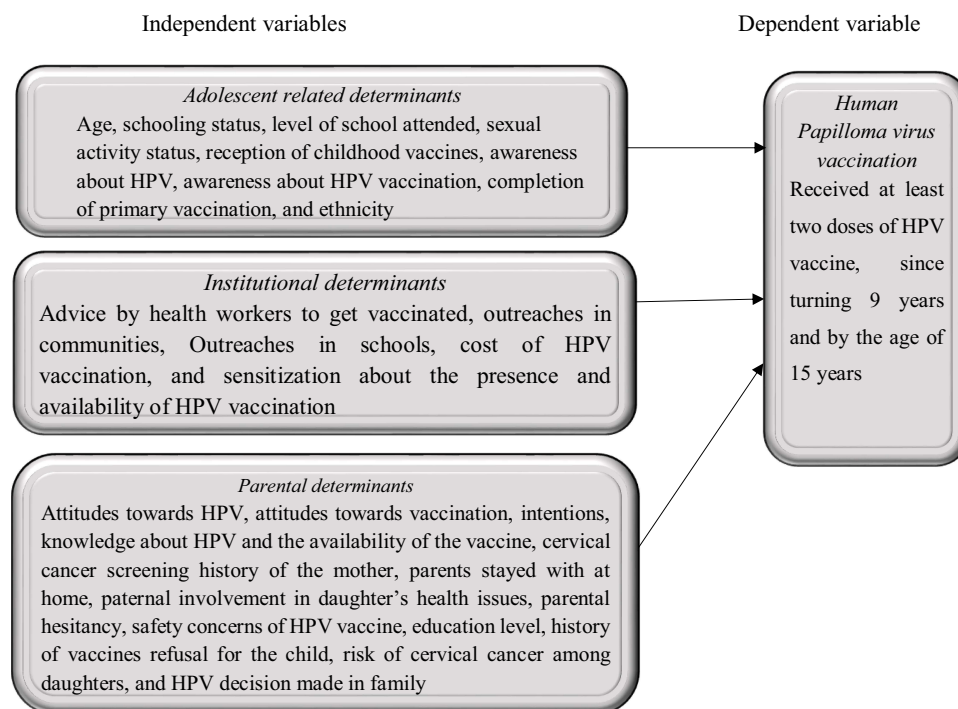 Independent variables
Dependent variable
Adolescent related determinants
Age, schooling status, level of school attended, sexual
activity status, reception of childhood vaccines, awareness
about HPV, awareness about HPV vaccination, completion
of primary vaccination, and ethnicity
Institutional determinants
Advice by health workers to get vaccinated, outreaches in
communities, Outreaches in schools, cost of HPV
vaccination, and sensitization about the presence and
availability of HPV vaccination
Parental determinants
Attitudes towards HPV, attitudes towards vaccination, intentions,
knowledge about HPV and the availability of the vaccine, cervical
cancer screening history of the mother, parents stayed with at
home, paternal involvement in daughter’s health issues, parental
hesitancy, safety concerns of HPV vaccine, education level, history
of vaccines refusal for the child, risk of cervical cancer among
daughters, and HPV decision made in family
Human
Papilloma virus
vaccination
Received at least
two doses of HPV
vaccine, since
turning 9 years
and by the age of
15 years